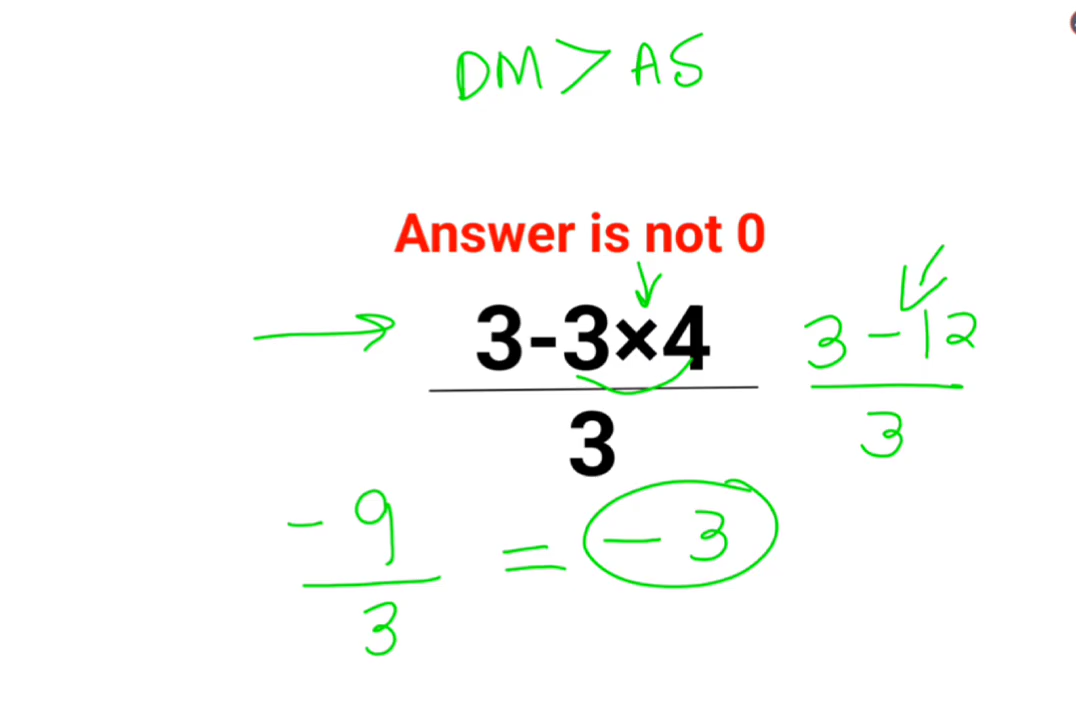 DM > AS
Answer is not 0
3-3×4
3
3 - 12
3
- 9
3
= - 3